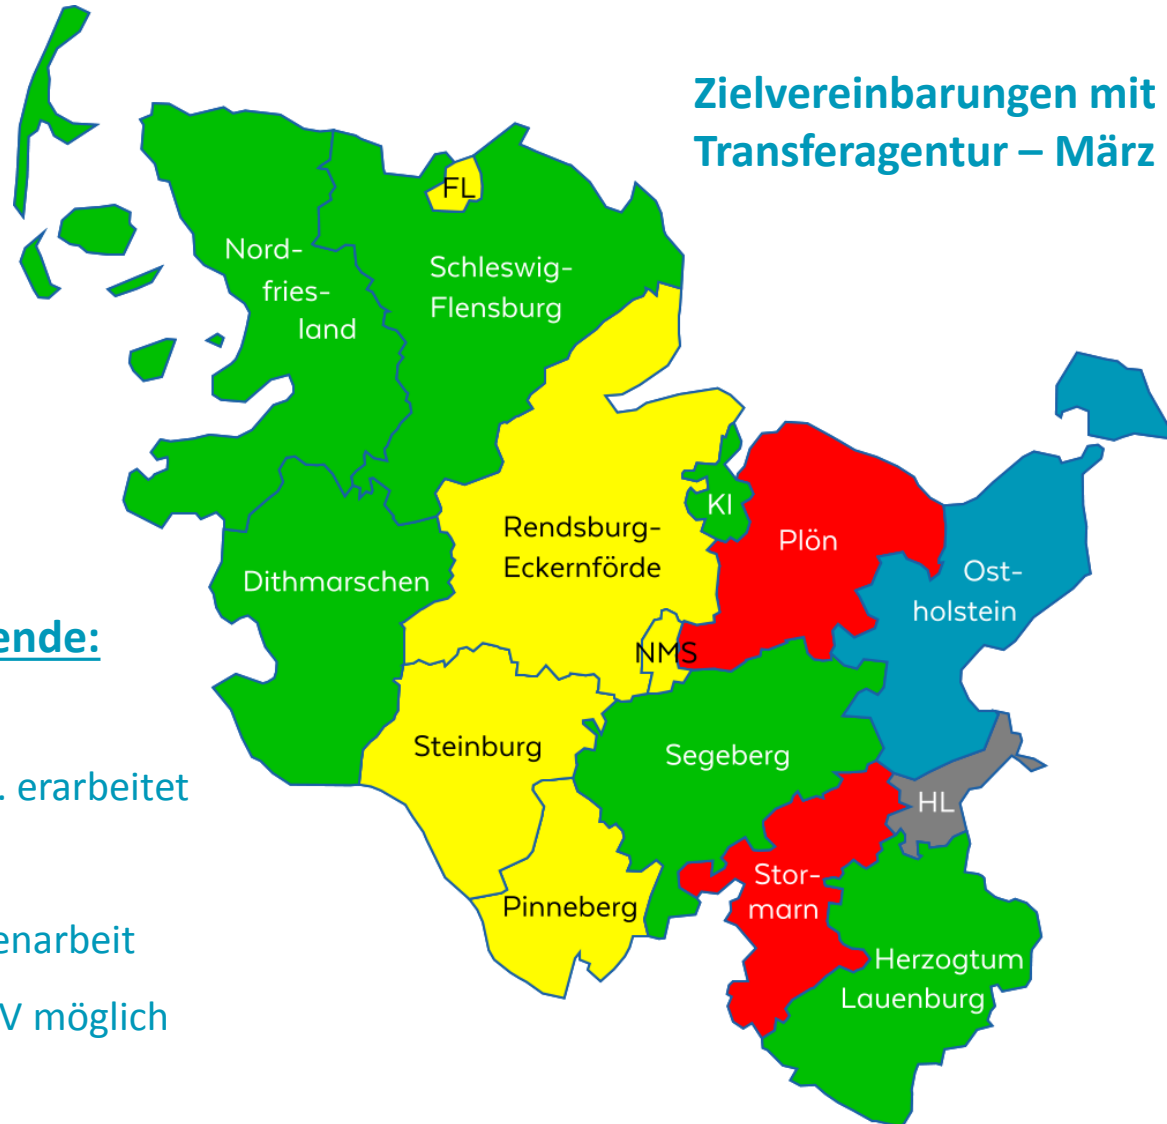 Zielvereinbarungen mit
Transferagentur – März
FL
Nord-
fries-
land
Schleswig-
Flensburg
KI
Rendsburg-
Eckernförde
Plön
Ost-
holstein
Dithmarschen
ende:
NMS
Steinburg
Segeberg
. erarbeitet
HL
Stor-
marn
Pinneberg
enarbeit
Herzogtum
Lauenburg
V möglich